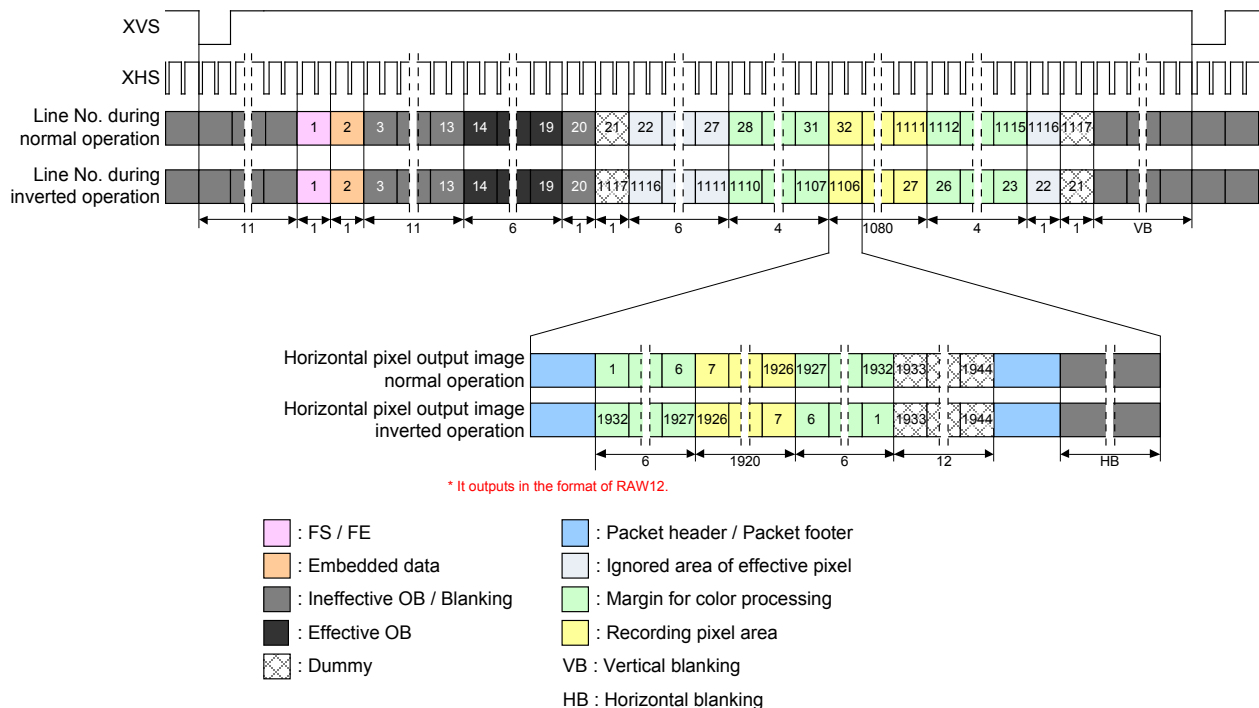 XVS
XHS
Line No. during
normal operation
1 2 3 13 14 19 20 21 22 27 28 31 32 1111 1112 1115 1116 1117
Line No. during
inverted operation
1 2 3 13 14 19 20 1117 1116 1111 1110 1107 1106 27 26 23 22 21
11 1 1 11 6 1 1 6 4 1080 4 1 1 VB
Horizontal pixel output image
normal operation
1 6 7 1926 1927 1932 1933 1944
Horizontal pixel output image
inverted operation
1932 1927 1926 7 6 1 1933 1944
6 1920 6 12 HB
* It outputs in the format of RAW12.
: FS / FE
: Embedded data
: Ineffective OB / Blanking
: Effective OB
: Dummy
: Packet header / Packet footer
: Ignored area of effective pixel
: Margin for color processing
: Recording pixel area
VB : Vertical blanking
HB : Horizontal blanking